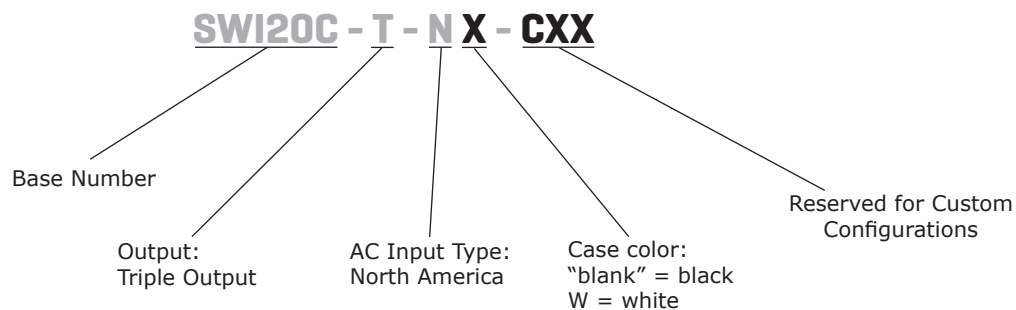 SWI20C - T - N X - CXX
Base Number
Output:
Triple Output
AC Input Type:
North America
Case color:
“blank” = black
W = white
Reserved for Custom
Configurations